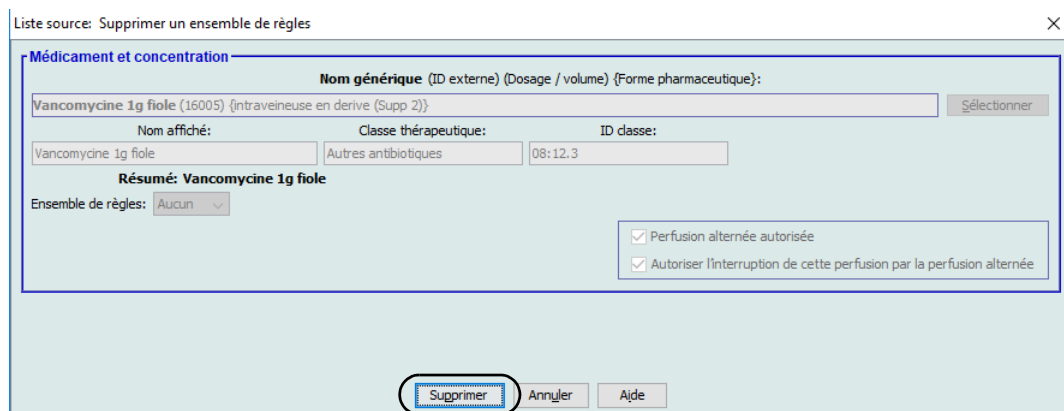 Liste source: Supprimer un ensemble de règles
Médicament et concentration
Nom générique (ID externe) (Dosage / volume) {Forme pharmaceutique}:
Vancomycine 1g fiole (16005) {intraveineuse en derive (Supp 2)}
Sélectionner
Nom affiché: Classe thérapeutique: ID classe:
Vancomycine 1g fiole Autres antibiotiques 08:12.3
Résumé: Vancomycine 1g fiole
Ensemble de règles: Aucun
Perfusion alternée autorisée
Autoriser l'interruption de cette perfusion par la perfusion alternée
Supprimer Annuler Aide